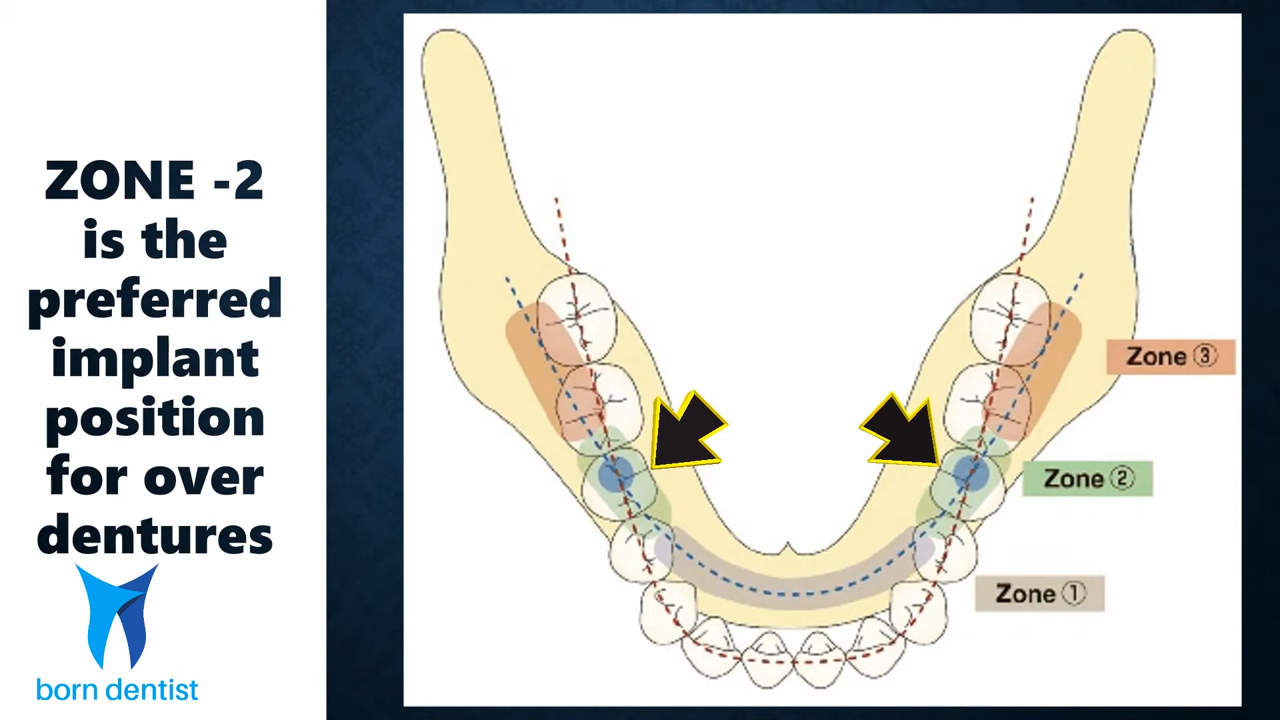 ZONE -2
is the
preferred
implant
position
for over
dentures
born dentist
Zone ③
Zone ②
Zone ①